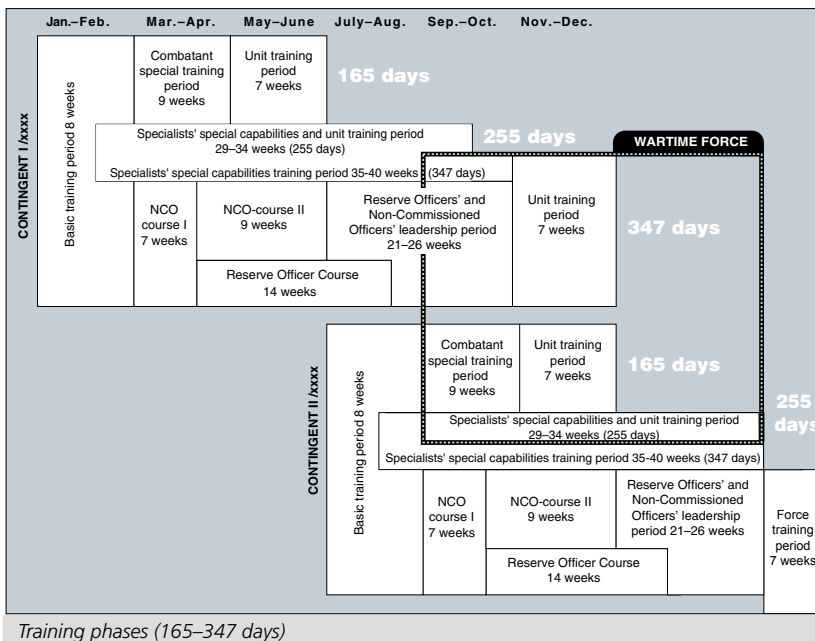 Jan.–Feb. Mar.–Apr. May–June July–Aug. Sep.–Oct. Nov.–Dec.
CONTINGENT I /xxxx
Basic training period 8 weeks
Combatant
special training
period
9 weeks
Unit training
period
7 weeks
165 days
Specialists' special capabilities and unit training period
29–34 weeks (255 days)
255 days
Specialists' special capabilities training period 35-40 weeks (347 days)
WARTIME FORCE
NCO
course I
7 weeks
NCO-course II
9 weeks
Reserve Officers' and
Non-Commissioned
Officers' leadership period
21–26 weeks
Unit training
period
7 weeks
347 days
Reserve Officer Course
14 weeks
CONTINGENT II /xxxx
Basic training period 8 weeks
Combatant
special training
period
9 weeks
Unit training
period
7 weeks
165 days
255
days
Specialists' special capabilities and unit training period
29–34 weeks (255 days)
Specialists' special capabilities training period 35-40 weeks (347 days)
NCO
course I
7 weeks
NCO-course II
9 weeks
Reserve Officers' and
Non-Commissioned
Officers' leadership
period 21–26 weeks
Force
training
period
7 weeks
Reserve Officer Course
14 weeks
Training phases (165–347 days)